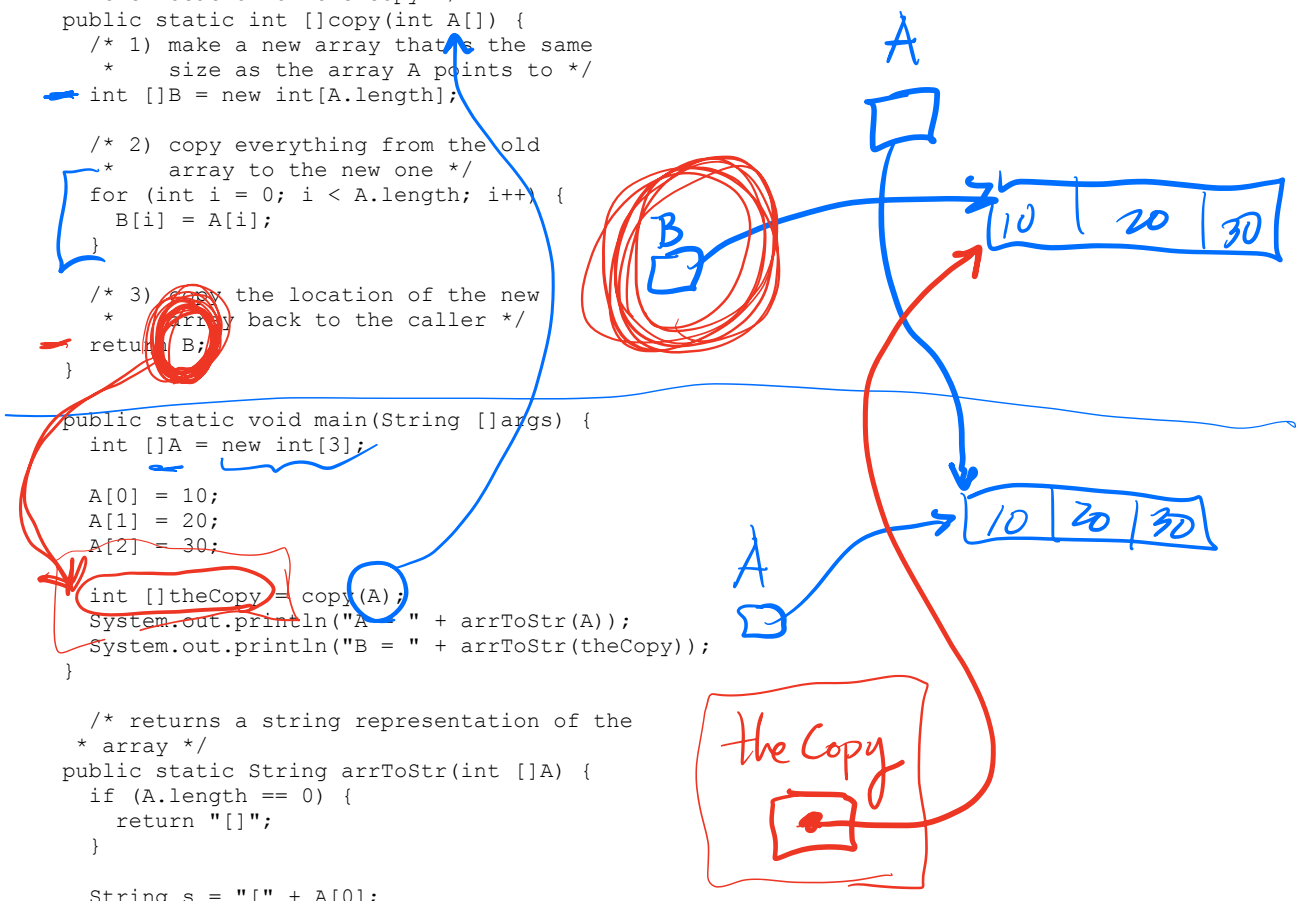 public static int []copy(int A[]) {
/* 1) make a new array that's the same
*    size as the array A points to */
int []B = new int[A.length];
/* 2) copy everything from the old
*    array to the new one */
for (int i = 0; i < A.length; i++) {
B[i] = A[i];
}
/* 3) copy the location of the new
*    array back to the caller */
return B;
}
public static void main(String []args) {
int []A = new int[3];
A[0] = 10;
A[1] = 20;
A[2] = 30;
int []theCopy = copy(A);
System.out.println("A = " + arrToStr(A));
System.out.println("B = " + arrToStr(theCopy));
}
/* returns a string representation of the
* array */
public static String arrToStr(int []A) {
if (A.length == 0) {
return "[]";
}
String s = "[" + A[0];
A
B
10 20 30
10 20 30
A
the Copy